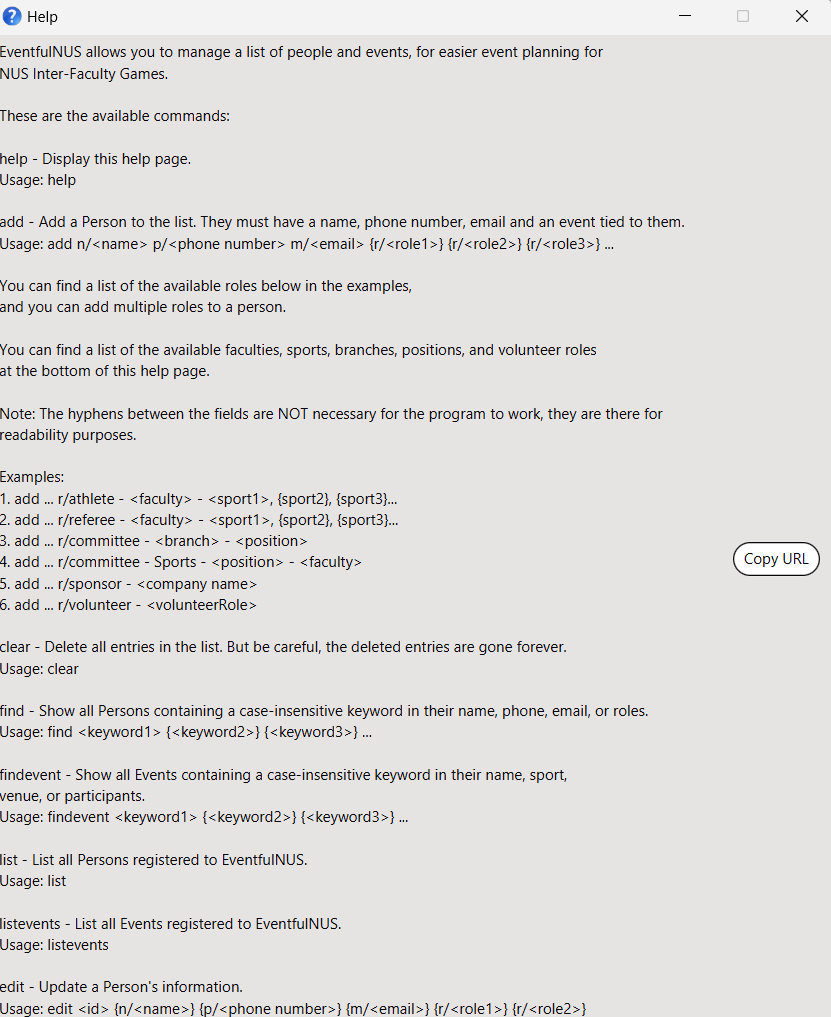 Help
EventfulNUS allows you to manage a list of people and events, for easier event planning for
NUS Inter-Faculty Games.
These are the available commands:
help - Display this help page.
Usage: help
add - Add a Person to the list. They must have a name, phone number, email and an event tied to them.
Usage: add n/<name> p/<phone number> m/<email> {r/<role1>} {r/<role2>} {r/<role3>} ...
You can find a list of the available roles below in the examples,
and you can add multiple roles to a person.
You can find a list of the available faculties, sports, branches, positions, and volunteer roles
at the bottom of this help page.
Note: The hyphens between the fields are NOT necessary for the program to work, they are there for
readability purposes.
Examples:
1. add ... r/athlete - <faculty> - <sport1>, {sport2}, {sport3}...
2. add ... r/referee - <faculty> - <sport1>, {sport2}, {sport3}...
3. add ... r/committee - <branch> - <position>
4. add ... r/committee - Sports - <position> - <faculty>
5. add ... r/sponsor - <company name>
6. add ... r/volunteer - <volunteerRole>
Copy URL
clear - Delete all entries in the list. But be careful, the deleted entries are gone forever.
Usage: clear
find - Show all Persons containing a case-insensitive keyword in their name, phone, email, or roles.
Usage: find <keyword1> {<keyword2>} {<keyword3>} ...
findevent - Show all Events containing a case-insensitive keyword in their name, sport,
venue, or participants.
Usage: findevent <keyword1> {<keyword2>} {<keyword3>} ...
list - List all Persons registered to EventfulNUS.
Usage: list
listevents - List all Events registered to EventfulNUS.
Usage: listevents
edit - Update a Person's information.
Usage: edit <id> {n/<name>} {p/<phone number>} {m/<email>} {r/<role1>} {r/<role2>}